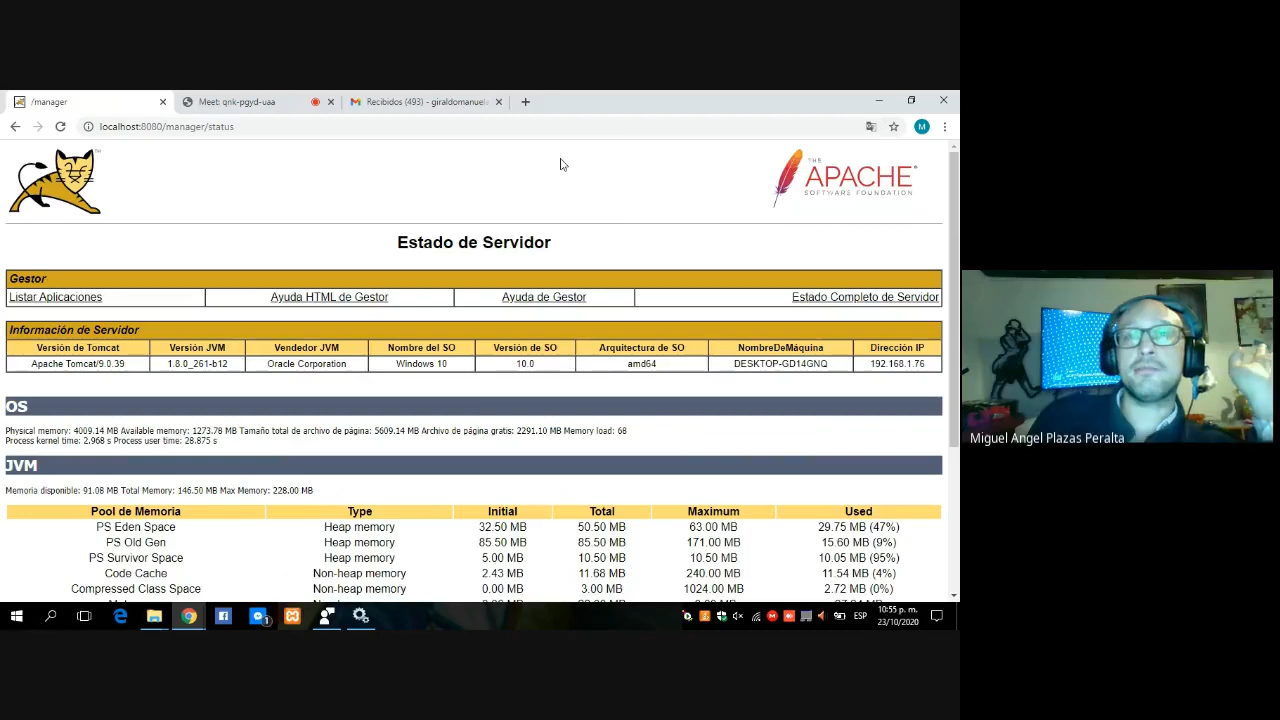 /manager
Meet: qnk-pgyd-uaa
Recibidos (493) - giraldomanuela
localhost:8080/manager/status
M
TM
THE
APACHE
SOFTWARE FOUNDATION
Estado de Servidor
Gestor
Listar Aplicaciones Ayuda HTML de Gestor Ayuda de Gestor Estado Completo de Servidor
Información de Servidor
Versión de Tomcat Versión JVM Vendedor JVM Nombre del SO Versión de SO Arquitectura de SO NombreDeMáquina Dirección IP
Apache Tomcat/9.0.39 1.8.0_261-b12 Oracle Corporation Windows 10 10.0 amd64 DESKTOP-GD14GNQ 192.168.1.76
OS
Physical memory: 4009.14 MB Available memory: 1273.78 MB Tamaño total de archivo de página: 5609.14 MB Archivo de página gratis: 2291.10 MB Memory load: 68
Process kernel time: 2.968 s Process user time: 28.875 s
JVM
Memoria disponible: 91.08 MB Total Memory: 146.50 MB Max Memory: 228.00 MB
Pool de Memoria Type Initial Total Maximum Used
PS Eden Space Heap memory 32.50 MB 50.50 MB 63.00 MB 29.75 MB (47%)
PS Old Gen Heap memory 85.50 MB 85.50 MB 171.00 MB 15.60 MB (9%)
PS Survivor Space Heap memory 5.00 MB 10.50 MB 10.50 MB 10.05 MB (95%)
Code Cache Non-heap memory 2.43 MB 11.68 MB 240.00 MB 11.54 MB (4%)
Compressed Class Space Non-heap memory 0.00 MB 3.00 MB 1024.00 MB 2.72 MB (0%)
Miguel Angel Plazas Peralta
1
ESP
10:55 p. m.
23/10/2020